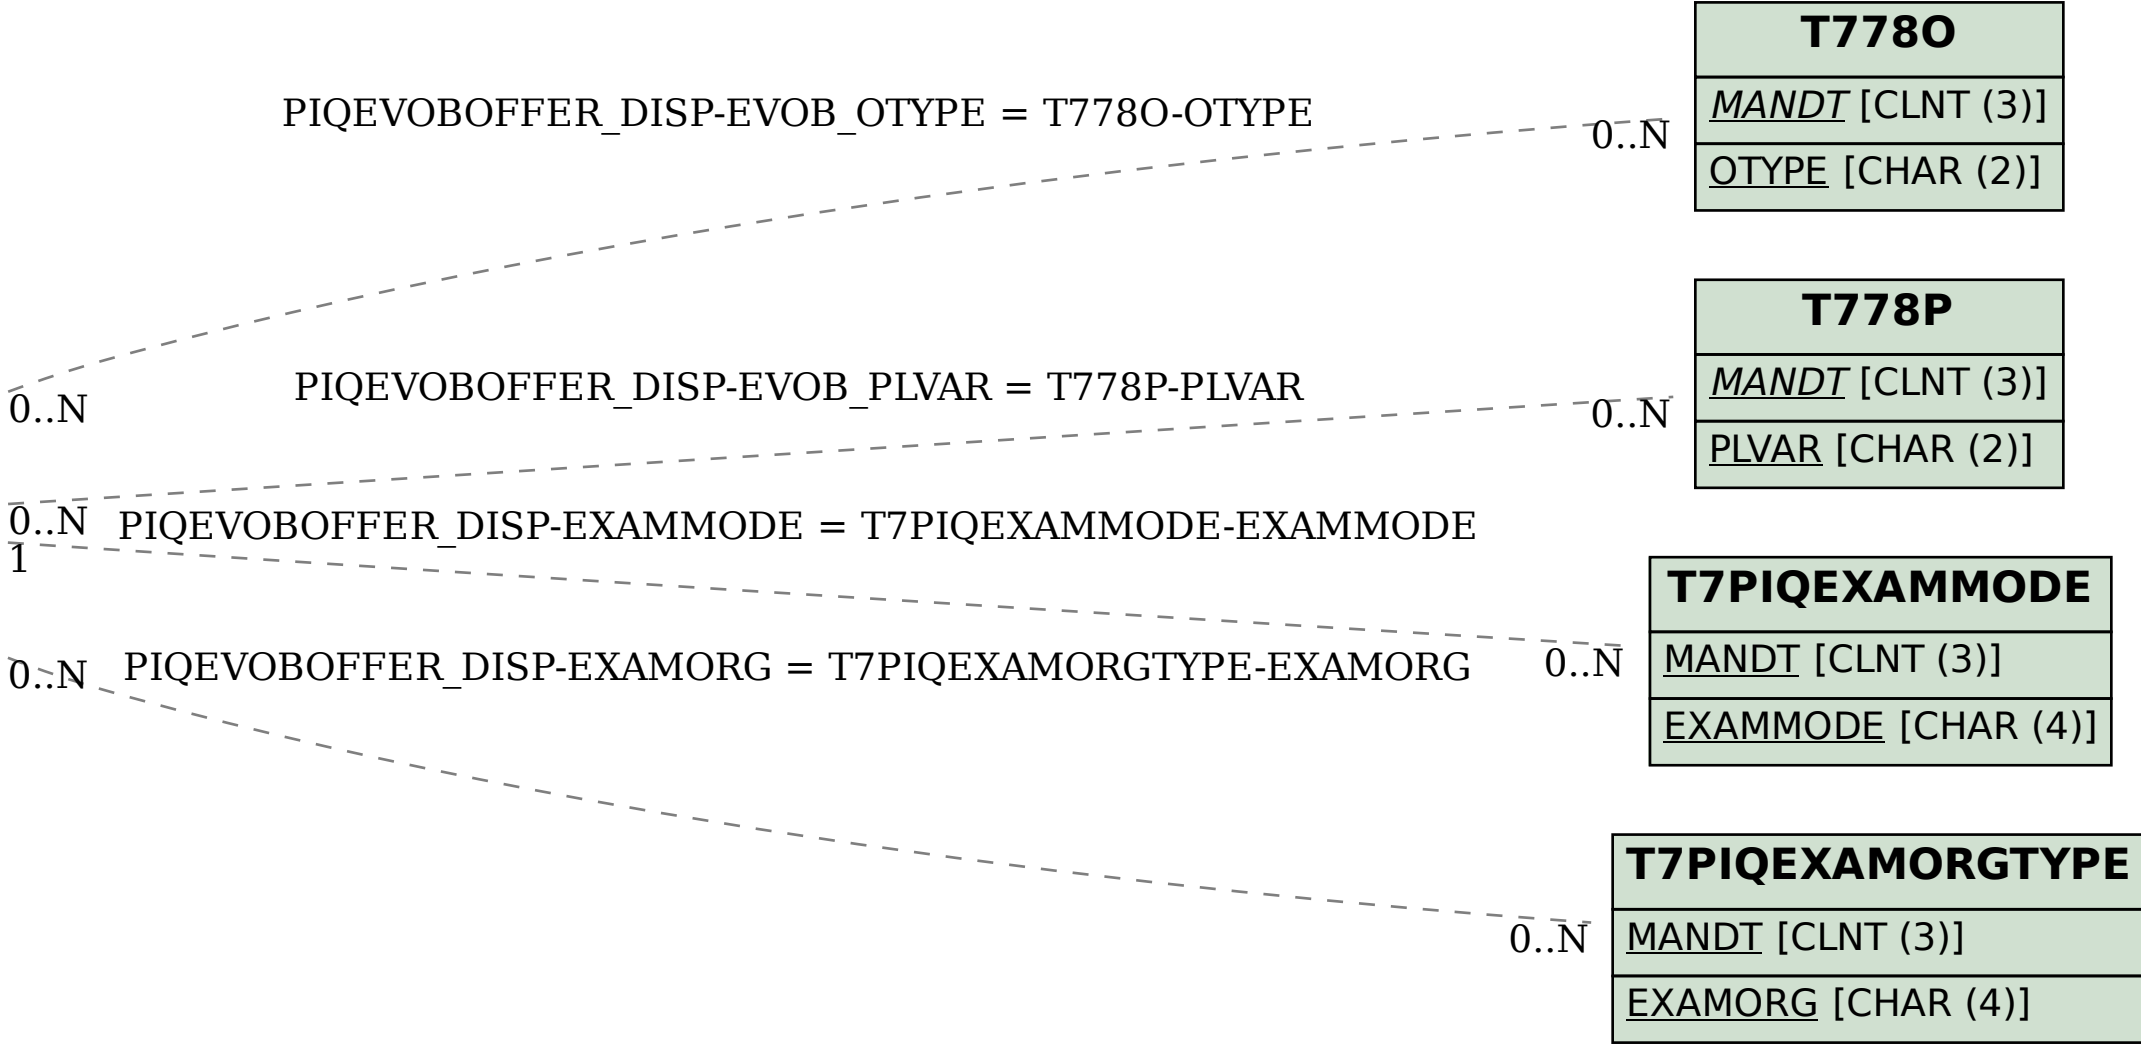 T778O
MANDT [CLNT (3)]
OTYPE [CHAR (2)]
PIQEVOBOFFER_DISP-EVOB_OTYPE = T778O-OTYPE
0..N
0..N
T778P
MANDT [CLNT (3)]
PLVAR [CHAR (2)]
PIQEVOBOFFER_DISP-EVOB_PLVAR = T778P-PLVAR
0..N
0..N
PIQEVOBOFFER_DISP-EXAMMODE = T7PIQEXAMMODE-EXAMMODE
1
0..N
T7PIQEXAMMODE
MANDT [CLNT (3)]
EXAMMODE [CHAR (4)]
PIQEVOBOFFER_DISP-EXAMORG = T7PIQEXAMORGTYPE-EXAMORG
0..N
0..N
T7PIQEXAMORGTYPE
MANDT [CLNT (3)]
EXAMORG [CHAR (4)]